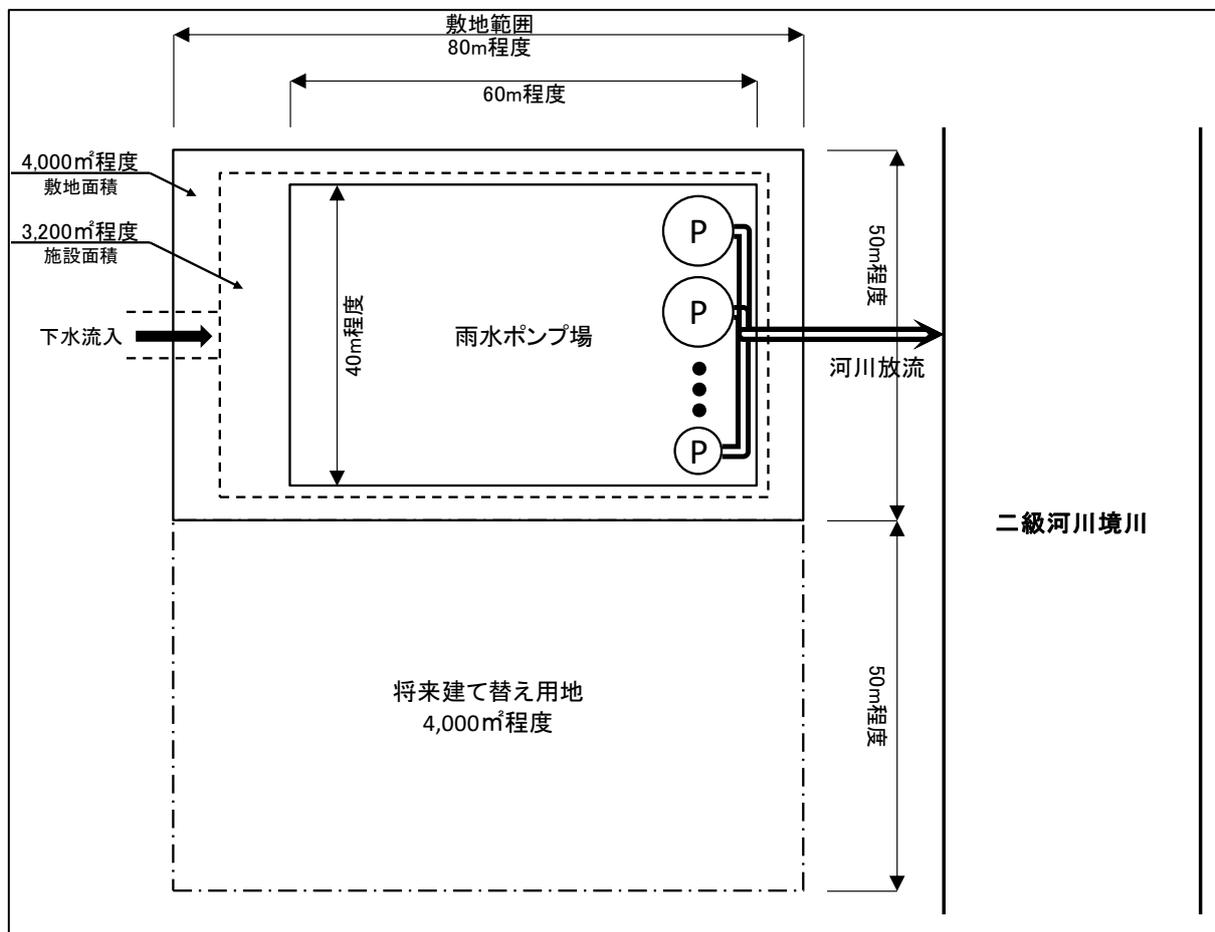 敷地範囲
80m程度
60m程度
4,000㎡程度
敷地面積
3,200㎡程度
施設面積
下水流入
40m程度
雨水ポンプ場
P
P
P
50m程度
河川放流
二級河川境川
将来建て替え用地
4,000㎡程度
50m程度